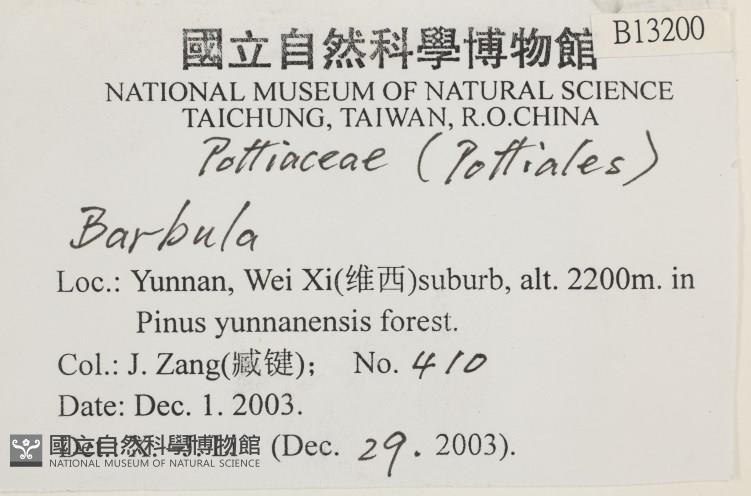 B13200
國立自然科學博物館
NATIONAL MUSEUM OF NATURAL SCIENCE
TAICHUNG, TAIWAN, R.O.CHINA
Pottiaceae (Pottiales)
Barbula
Loc.: Yunnan, Wei Xi(维西)suburb, alt. 2200m. in
Pinus yunnanensis forest.
Col.: J. Zang(臧键); No. 410
Date: Dec. 1. 2003.
(Dec. 29. 2003).
國立自然科學博物館
NATIONAL MUSEUM OF NATURAL SCIENCE